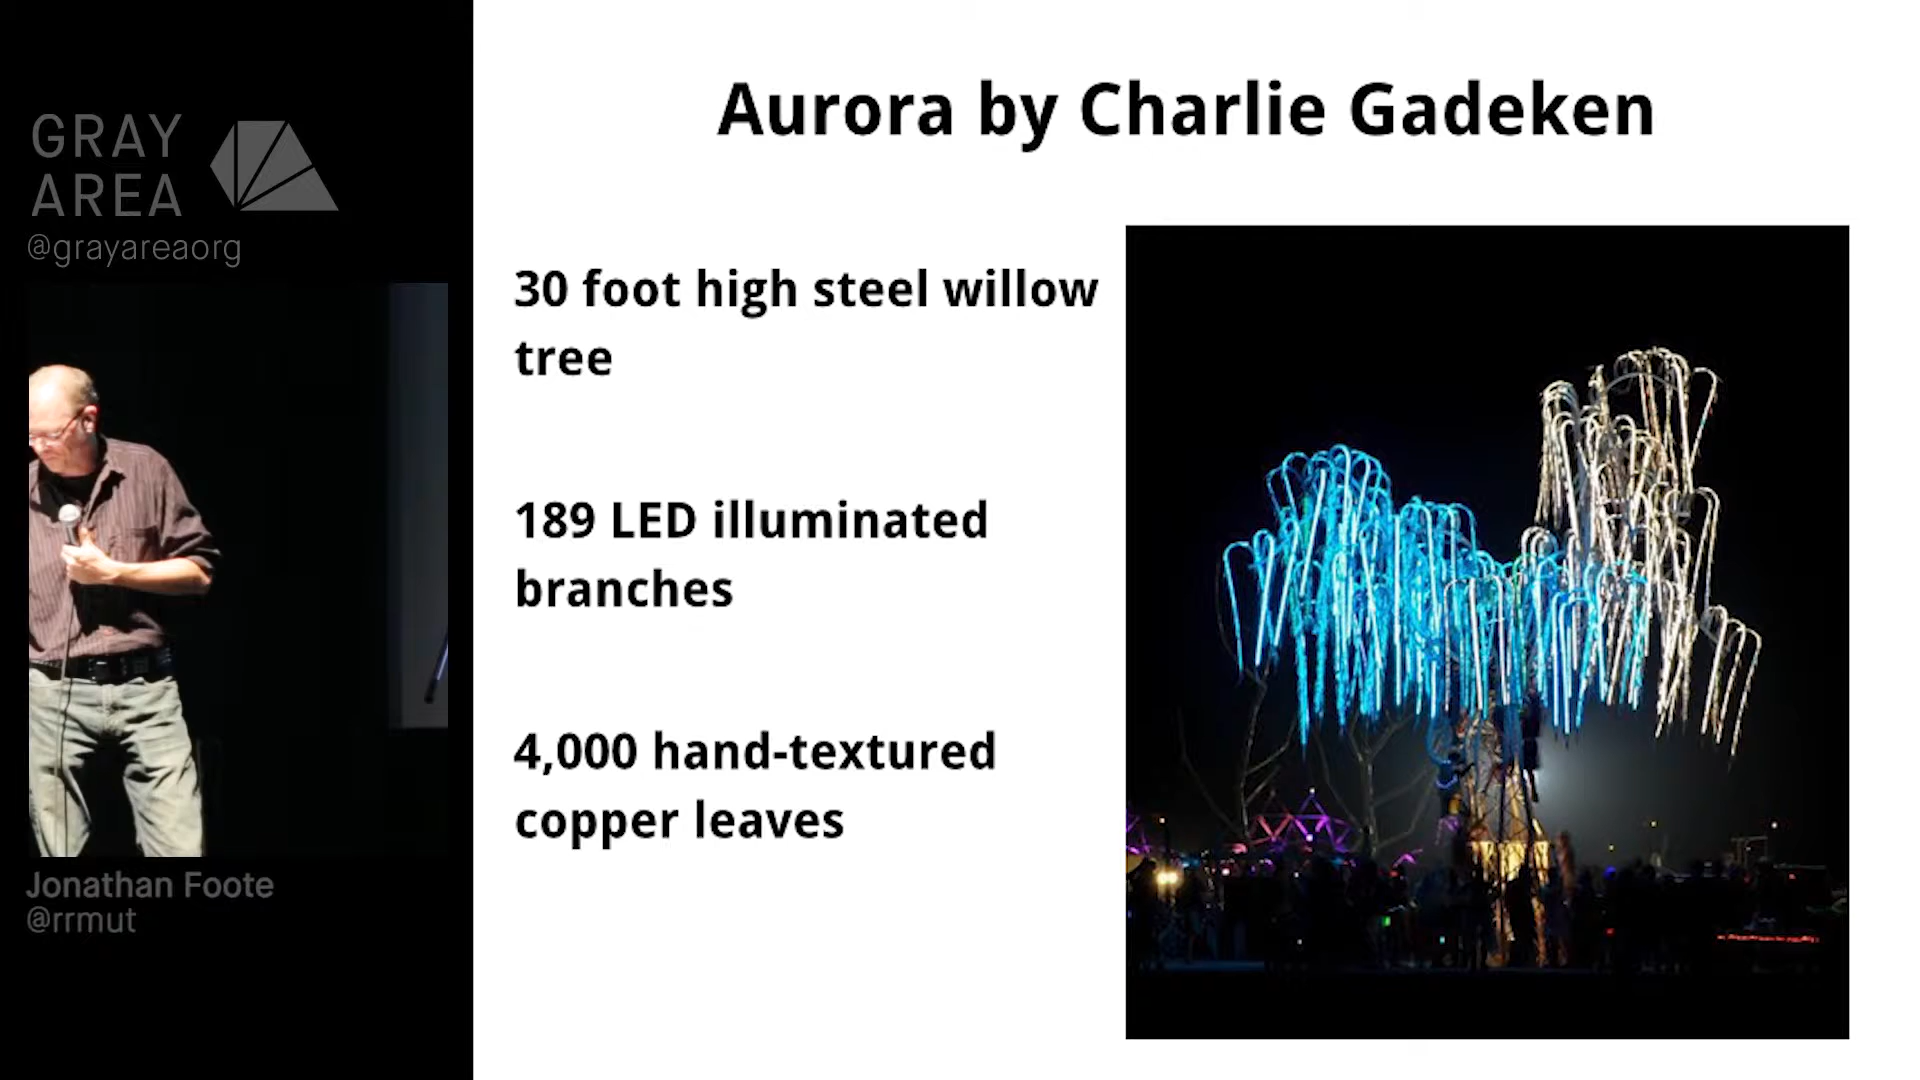 GRAY
AREA
@grayareaorg
Jonathan Foote
@rrmut
Aurora by Charlie Gadeken
30 foot high steel willow
tree
189 LED illuminated
branches
4,000 hand-textured
copper leaves